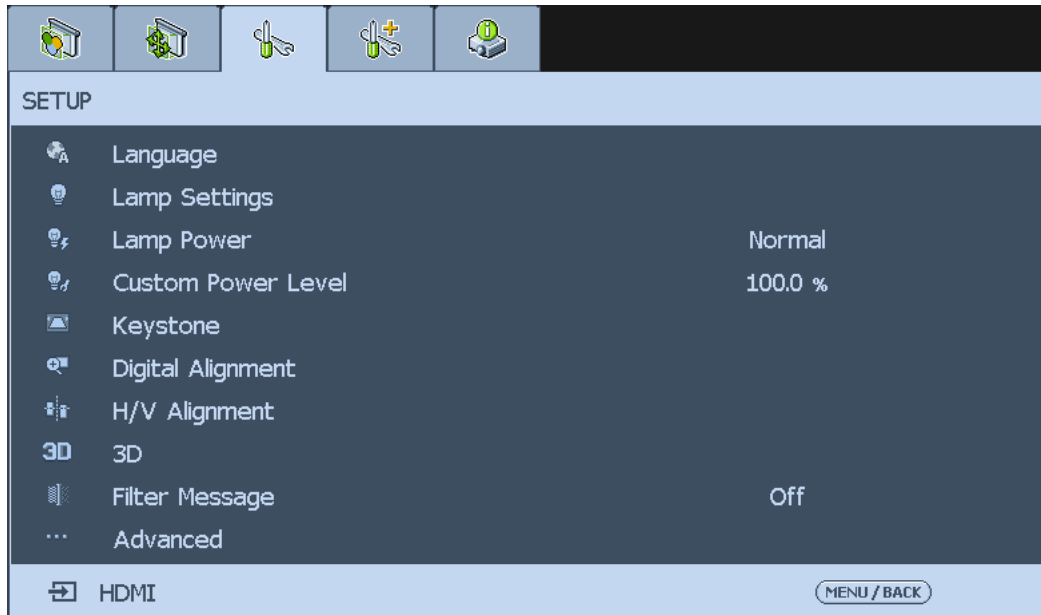 SETUP
Language
Lamp Settings
Lamp Power Normal
Custom Power Level 100.0 %
Keystone
Digital Alignment
H/V Alignment
3D 3D
Filter Message Off
... Advanced
HDMI MENU / BACK